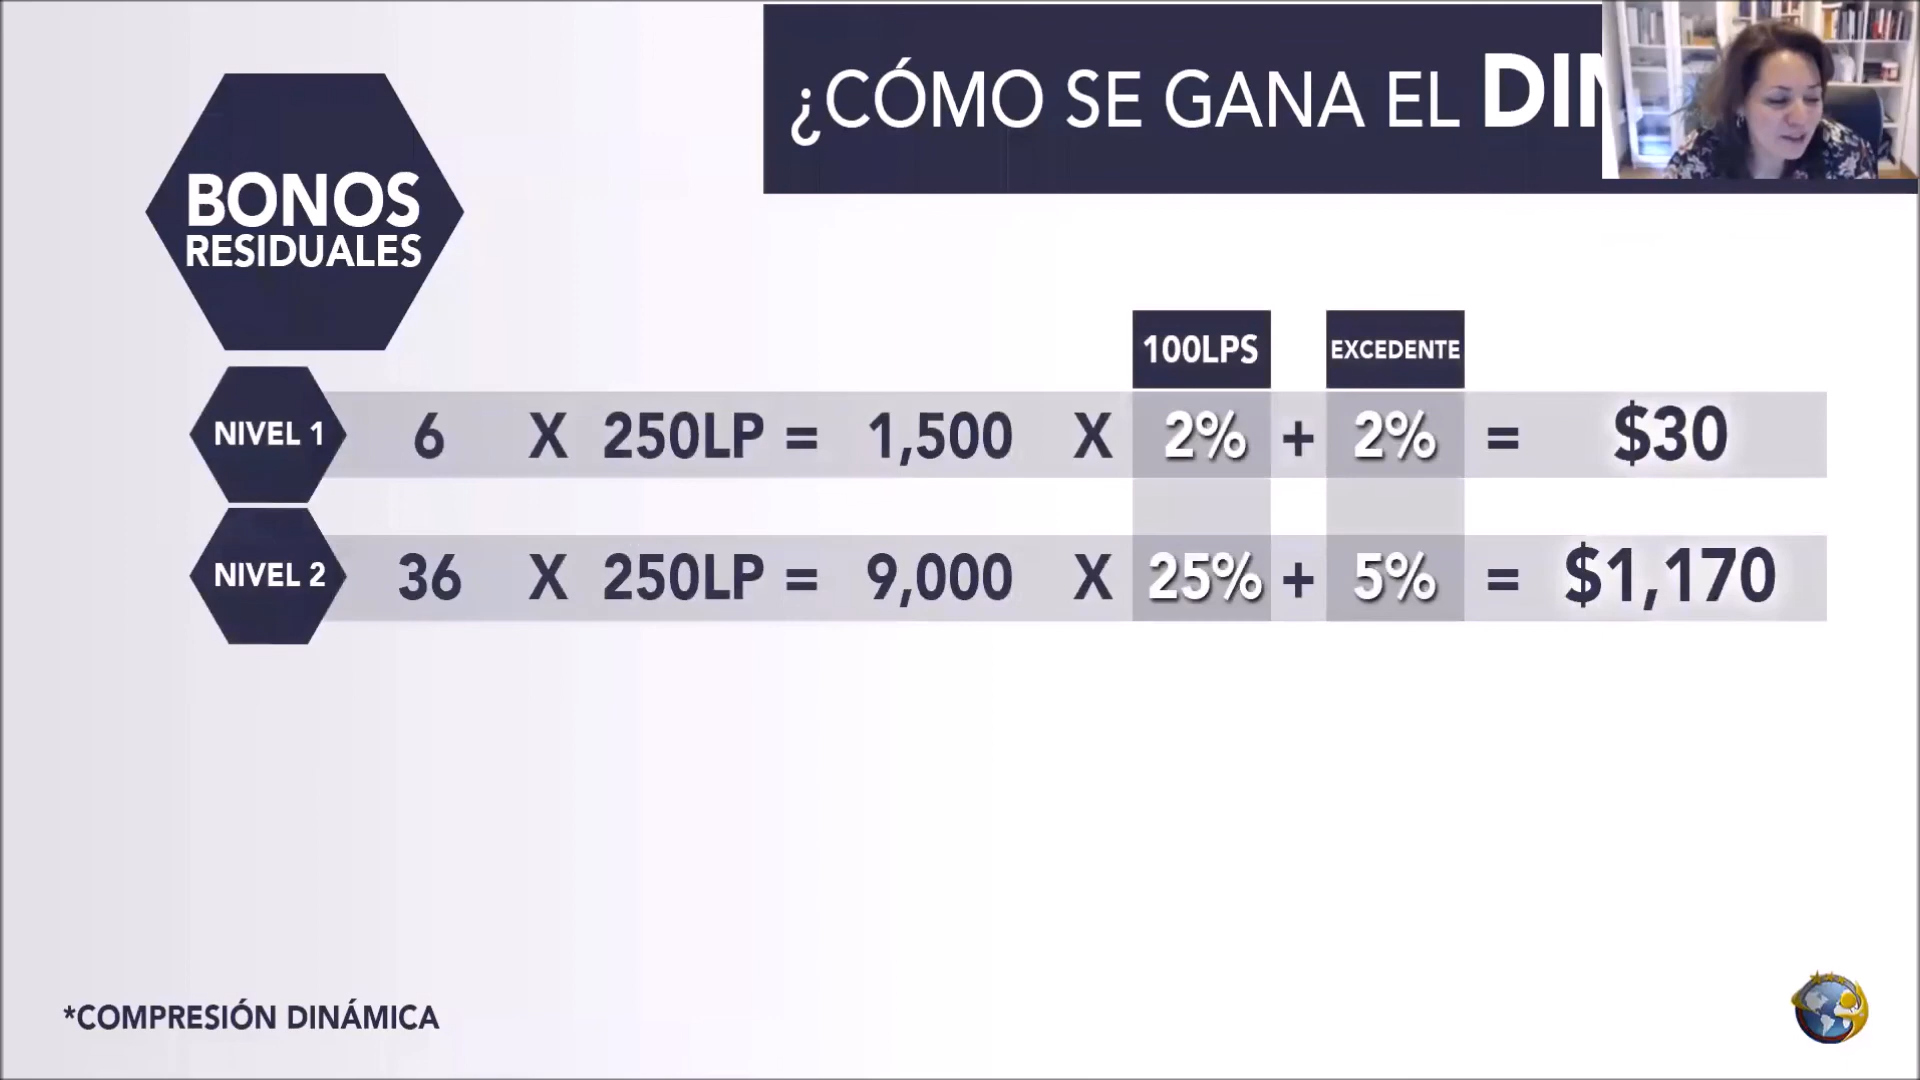 ¿CÓMO SE GANA EL
BONOS
RESIDUALES
100LPS EXCEDENTE
NIVEL 1 6 X 250LP = 1,500 X 2% + 2% = $30
NIVEL 2 36 X 250LP = 9,000 X 25% + 5% = $1,170
*COMPRESIÓN DINÁMICA